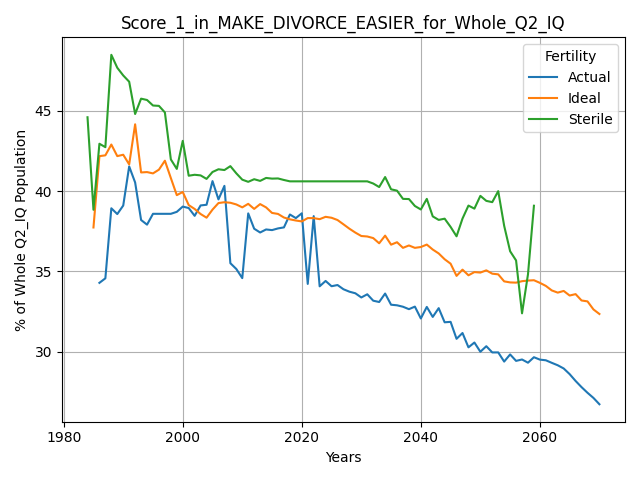 Score_1_in_MAKE_DIVORCE_EASIER_for_Whole_Q2_IQ
Fertility
Actual
Ideal
Sterile
% of Whole Q2_IQ Population
45
40
35
30
1980
2000
2020
2040
2060
Years